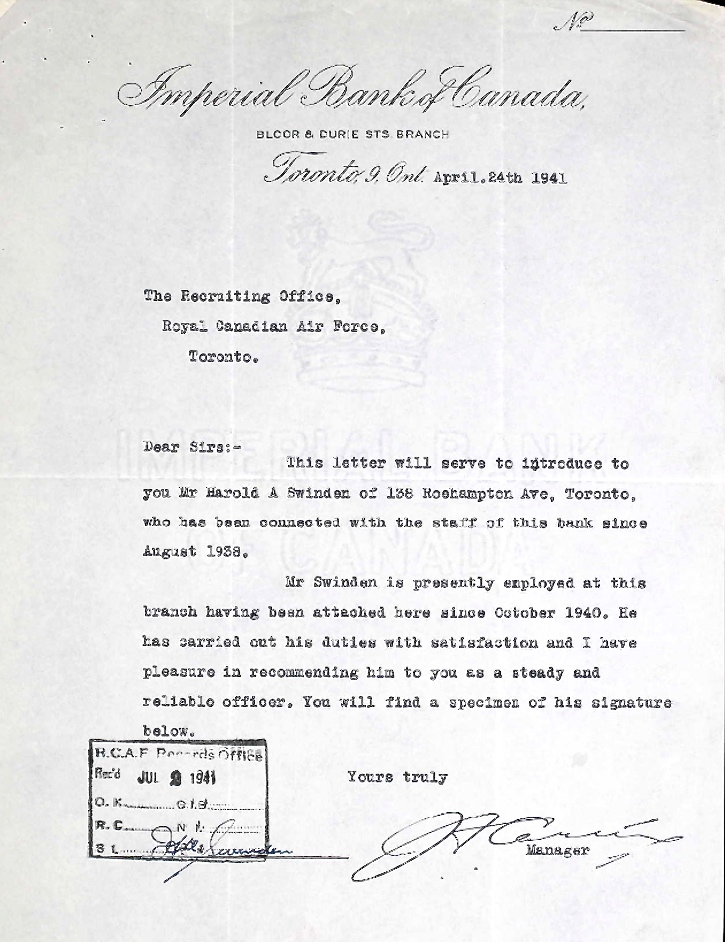 No
Imperial Bank of Canada,
BLOOR & DURIE STS. BRANCH
Toronto, 9, Ont. April.24th 1941
The Recruiting Office,
Royal Canadian Air Force,
Toronto.
IMPERIAL BANK
OF CANADA
Dear Sirs:-
This letter will serve to introduce to
you Mr Harold A Swinden of 138 Roehampton Ave, Toronto,
who has been connected with the staff of this bank since
August 1938.
Mr Swinden is presently employed at this
branch having been attached here since October 1940. He
has carried out his duties with satisfaction and I have
pleasure in recommending him to you as a steady and
reliable officer. You will find a specimen of his signature
below.
R.C.A.F Records Office
Rec'd JUL 1941
O.K.
R.C.
Yours truly
Manager